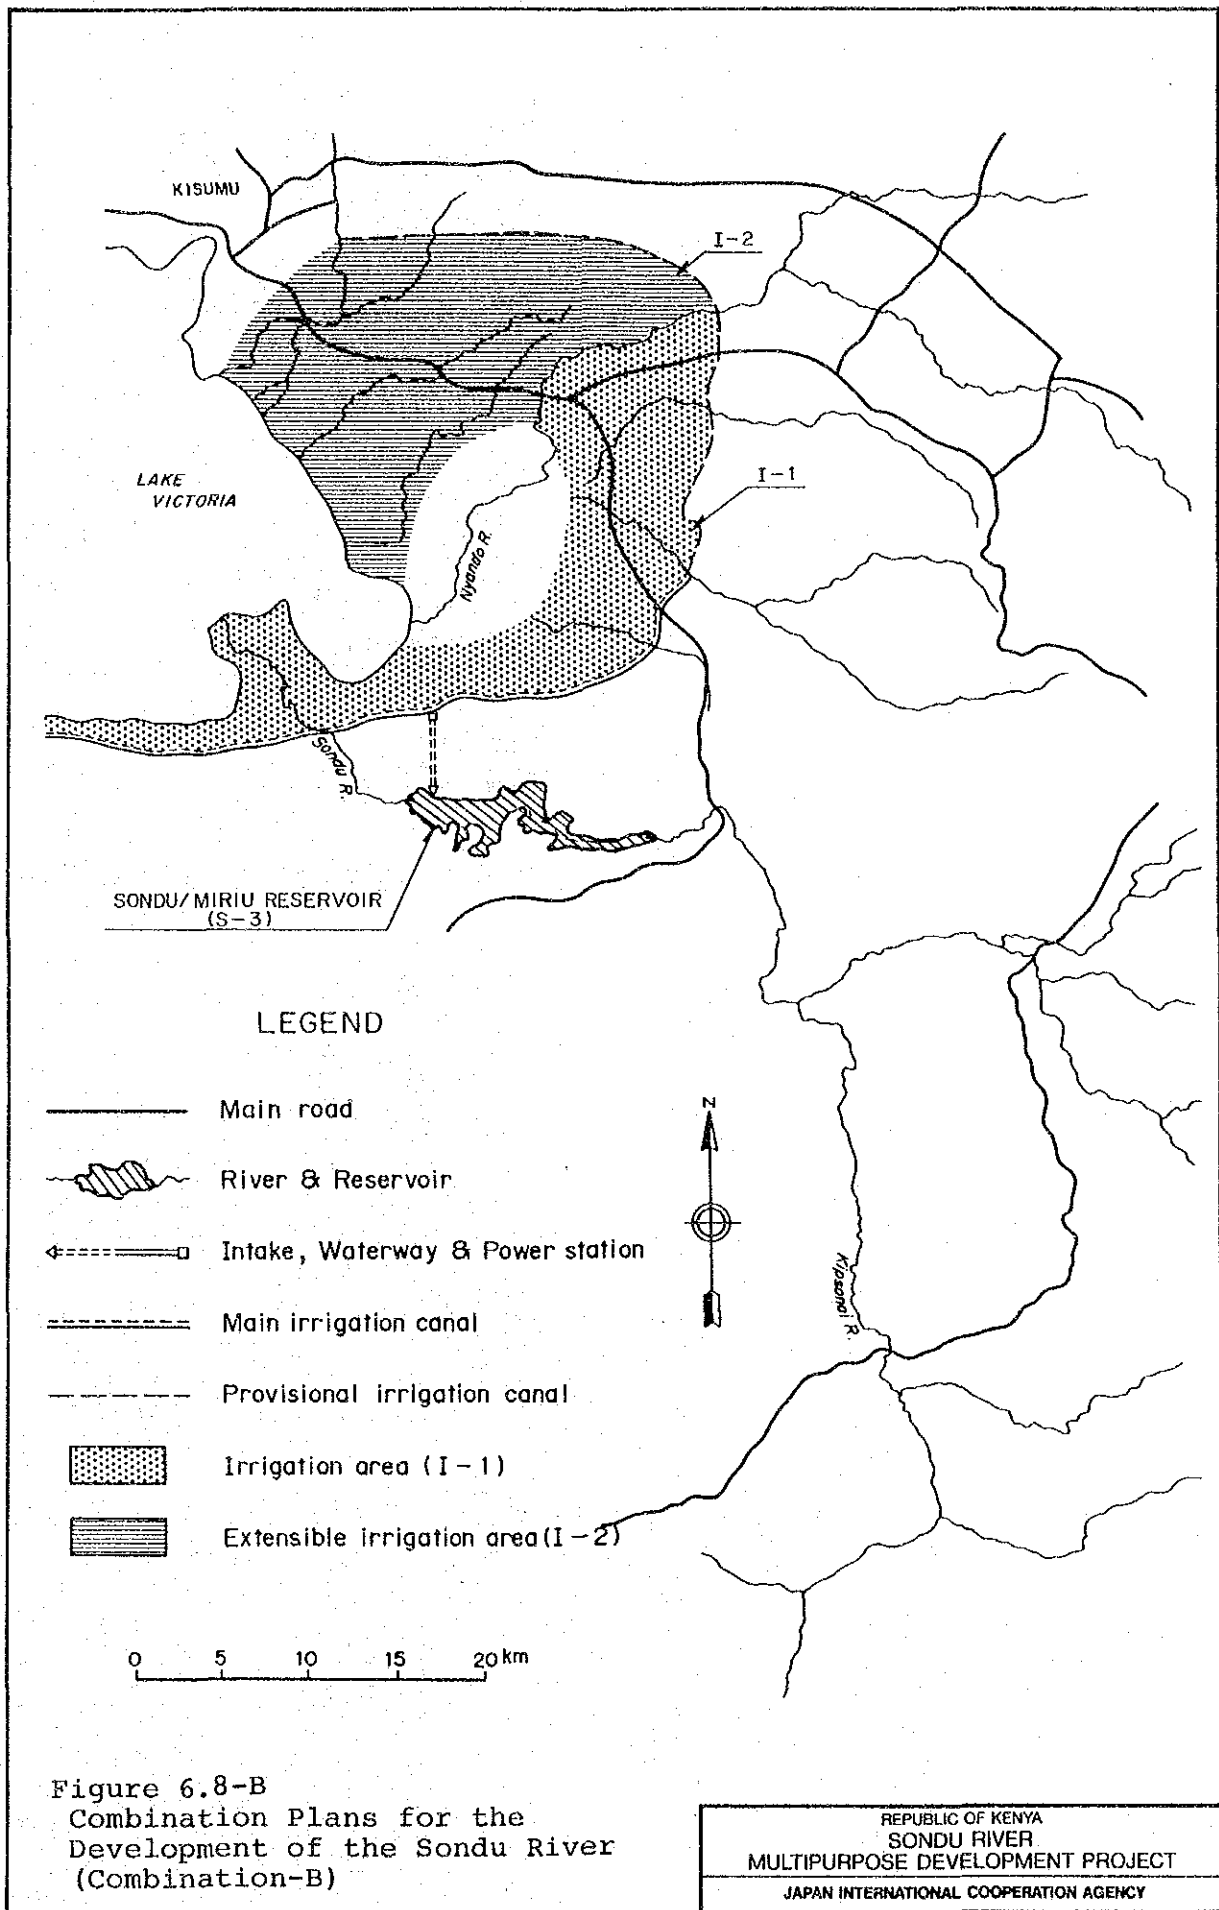 KISUMU
I-2
LAKE
VICTORIA
I-1
Nyando R.
Sondu R.
SONDU/MIRIU RESERVOIR
(S-3)
LEGEND
Main road
River & Reservoir
Intake, Waterway & Power station
Main irrigation canal
Provisional irrigation canal
Irrigation area (I-1)
Extensible irrigation area (I-2)
N
Kipsonoi R.
0 5 10 15 20 km
Figure 6.8-B
Combination Plans for the
Development of the Sondu River
(Combination-B)
REPUBLIC OF KENYA
SONDU RIVER
MULTIPURPOSE DEVELOPMENT PROJECT
JAPAN INTERNATIONAL COOPERATION AGENCY